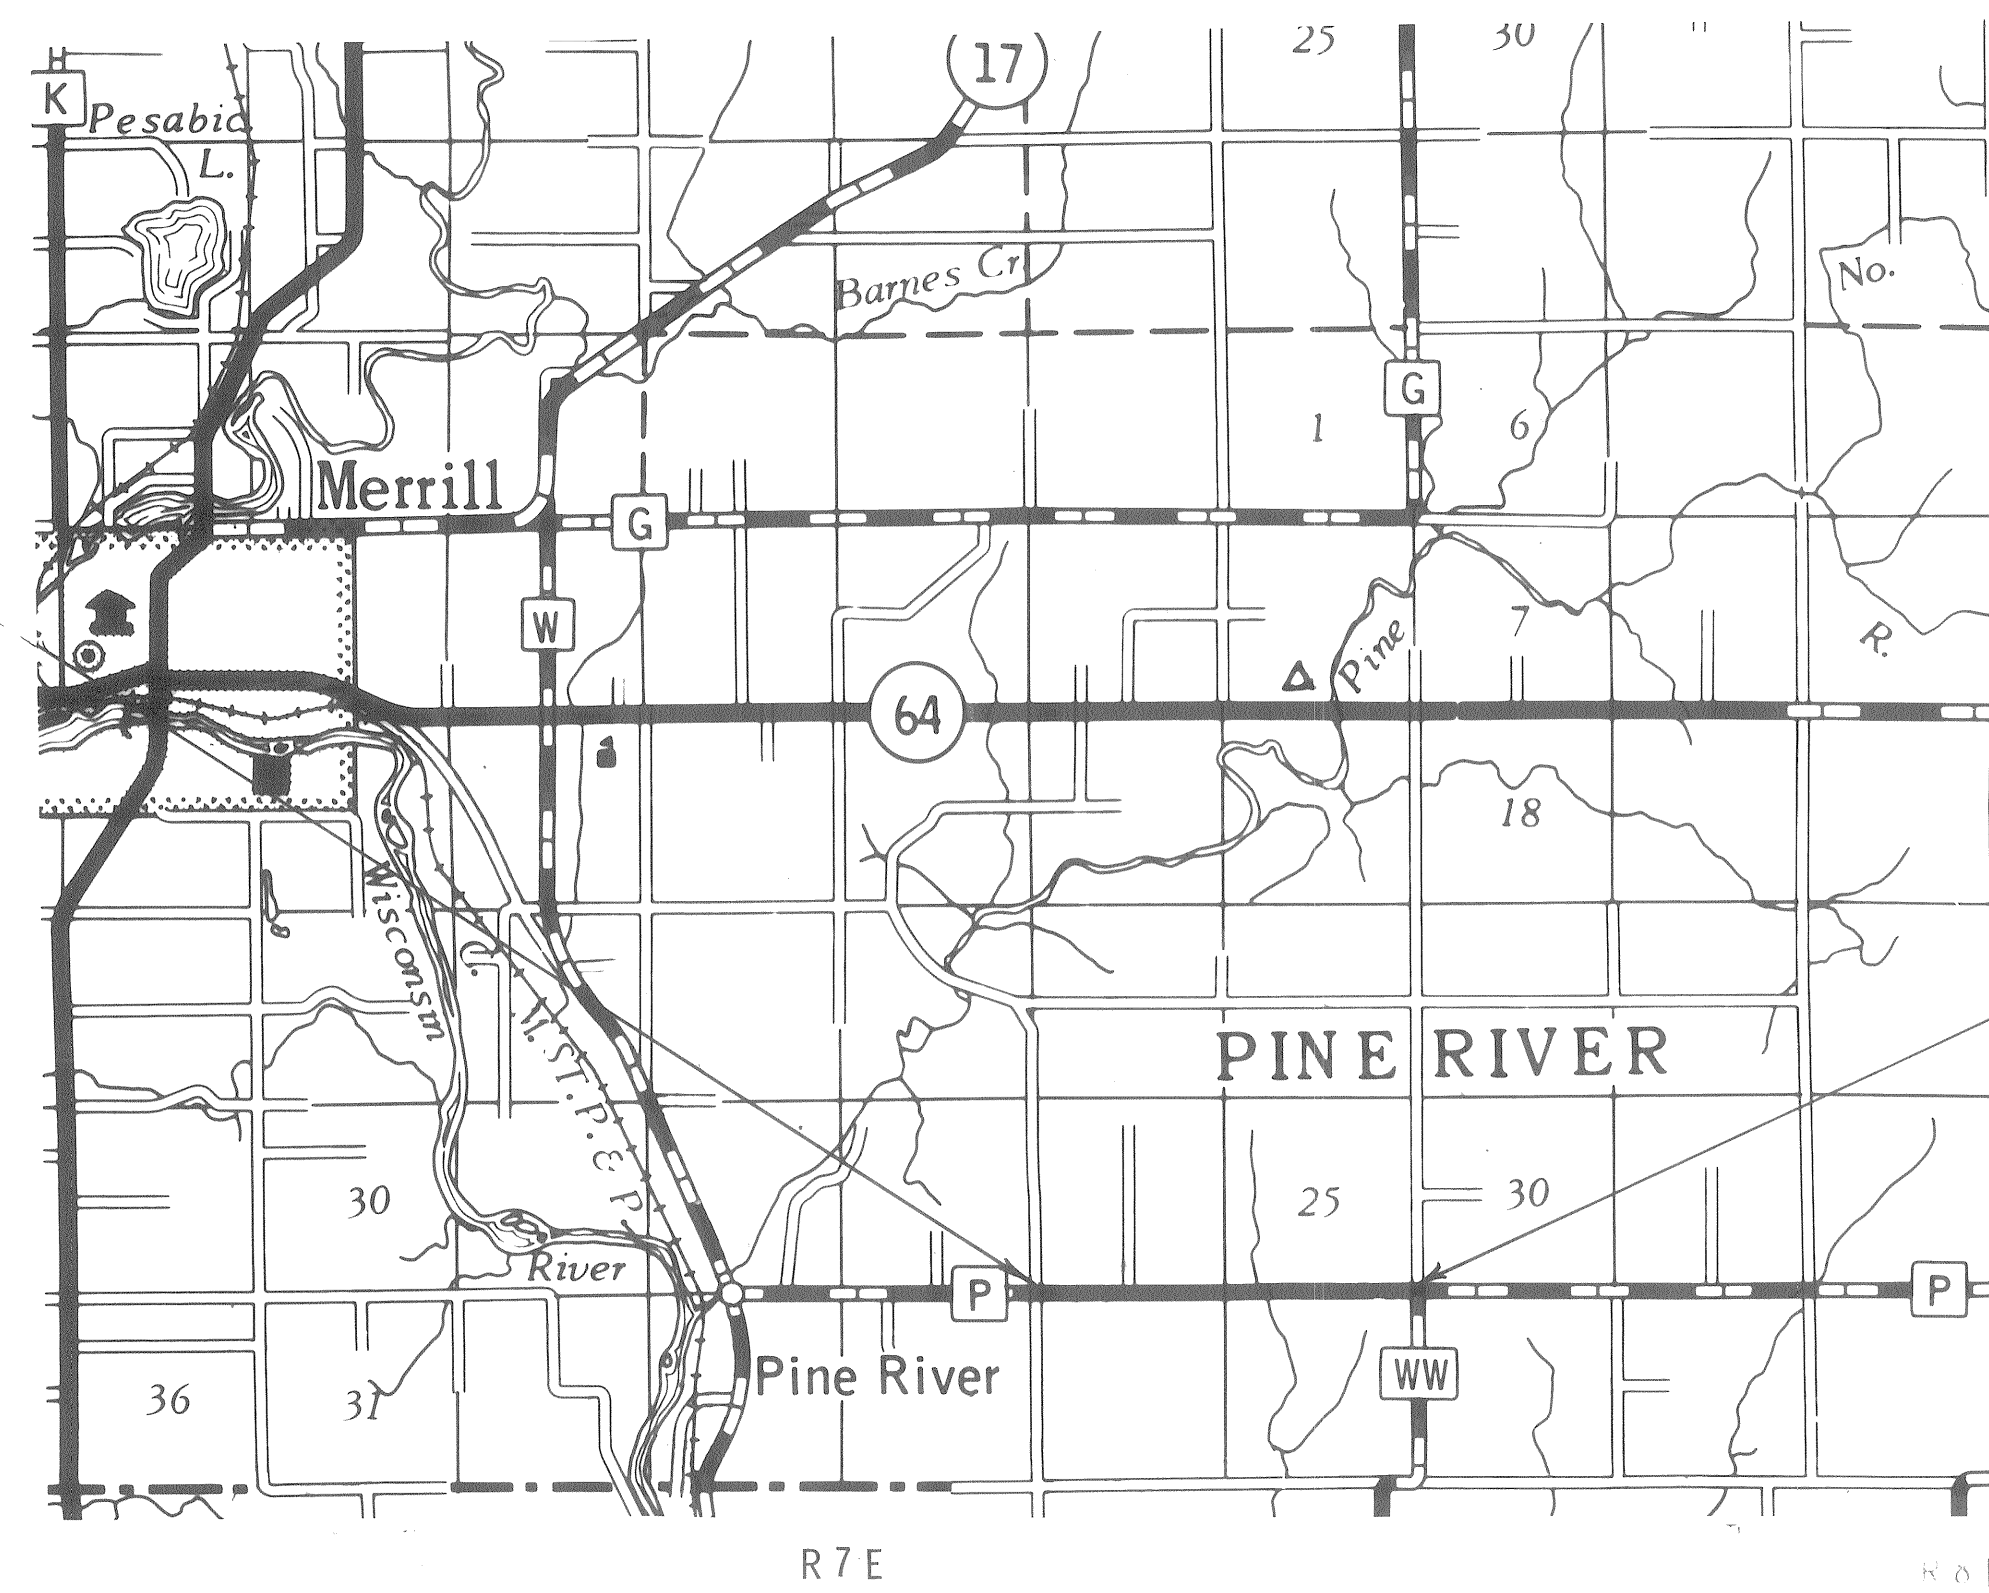 25
30
17
K
Pesabic
L.
Barnes Cr
No.
G
1
6
Merrill
G
W
7
R.
Pine
64
18
Wisconsin
PINE RIVER
M. ST. P. & P.
30
25
30
River
P
P
Pine River
WW
36
31
R 7 E